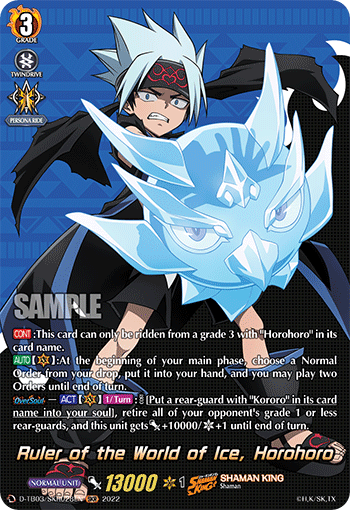 3
GRADE
TWINDRIVE
PERSONA RIDE
SAMPLE
CONT:This card can only be ridden from a grade 3 with "Horohoro" in its
card name.
AUTO【】:At the beginning of your main phase, choose a Normal
Order from your drop, put it into your hand, and you may play two
Orders until end of turn.
OverSoul — ACT【】1/Turn:[Put a rear-guard with "Kororo" in its card
name into your soul], retire all of your opponent's grade 1 or less
rear-guards, and this unit gets +10000/+1 until end of turn.
Ruler of the World of Ice, Horohoro
NORMAL UNIT 13000 1 SHAMAN KING SHAMAN KING
Shaman
2022 ©H,K/SK,TX